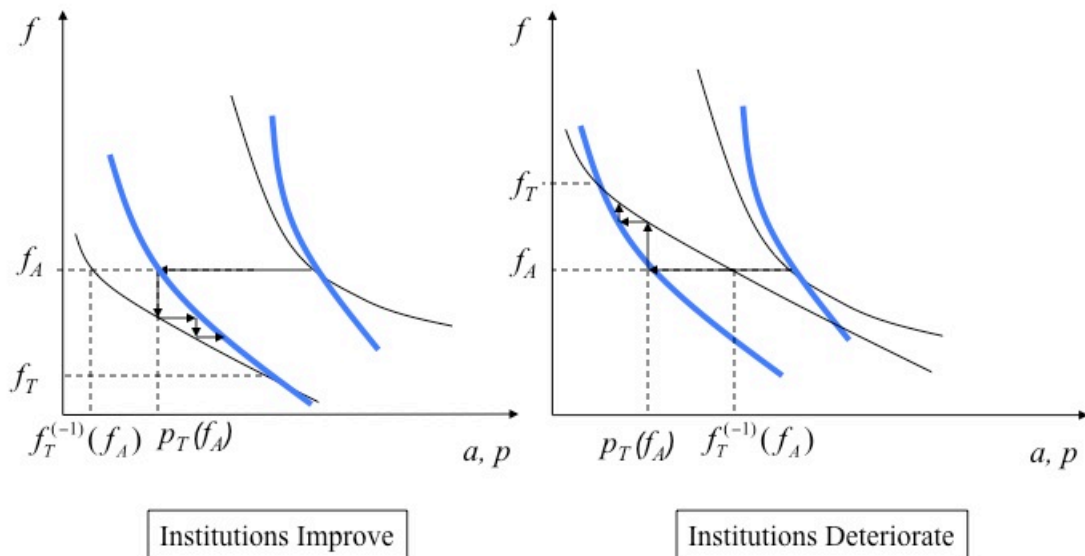 f
f_A
f_T
f_T^{(-1)}(f_A)
p_T(f_A)
a, p
Institutions Improve
f
f_T
f_A
p_T(f_A)
f_T^{(-1)}(f_A)
a, p
Institutions Deteriorate